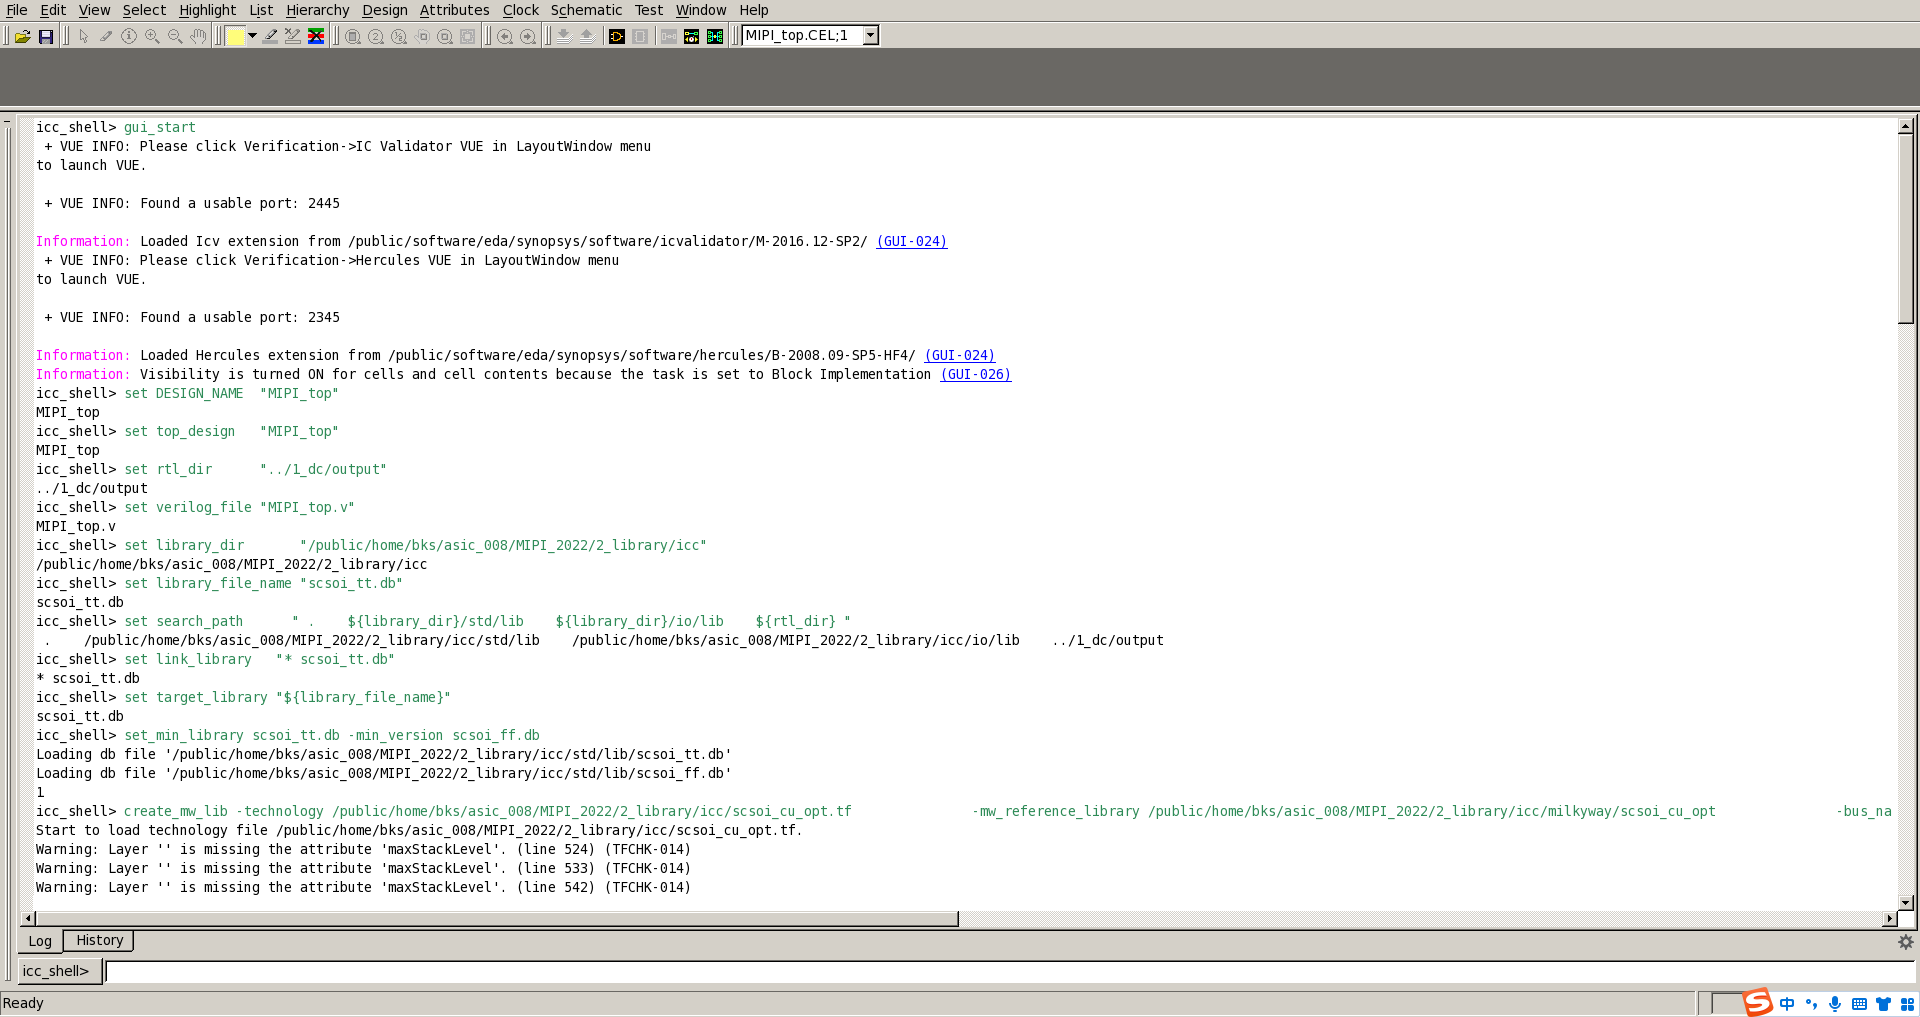 File Edit View Select Highlight List Hierarchy Design Attributes Clock Schematic Test Window Help
MIPI_top.CEL;1
icc_shell> gui_start
+ VUE INFO: Please click Verification->IC Validator VUE in LayoutWindow menu
to launch VUE.
+ VUE INFO: Found a usable port: 2445
Information: Loaded Icv extension from /public/software/eda/synopsys/software/icvalidator/M-2016.12-SP2/ (GUI-024)
+ VUE INFO: Please click Verification->Hercules VUE in LayoutWindow menu
to launch VUE.
+ VUE INFO: Found a usable port: 2345
Information: Loaded Hercules extension from /public/software/eda/synopsys/software/hercules/B-2008.09-SP5-HF4/ (GUI-024)
Information: Visibility is turned ON for cells and cell contents because the task is set to Block Implementation (GUI-026)
icc_shell> set DESIGN_NAME  "MIPI_top"
MIPI_top
icc_shell> set top_design   "MIPI_top"
MIPI_top
icc_shell> set rtl_dir      "../1_dc/output"
../1_dc/output
icc_shell> set verilog_file "MIPI_top.v"
MIPI_top.v
icc_shell> set library_dir       "/public/home/bks/asic_008/MIPI_2022/2_library/icc"
/public/home/bks/asic_008/MIPI_2022/2_library/icc
icc_shell> set library_file_name "scsoi_tt.db"
scsoi_tt.db
icc_shell> set search_path      " .    ${library_dir}/std/lib    ${library_dir}/io/lib    ${rtl_dir} "
.    /public/home/bks/asic_008/MIPI_2022/2_library/icc/std/lib    /public/home/bks/asic_008/MIPI_2022/2_library/icc/io/lib    ../1_dc/output
icc_shell> set link_library   "* scsoi_tt.db"
* scsoi_tt.db
icc_shell> set target_library "${library_file_name}"
scsoi_tt.db
icc_shell> set_min_library scsoi_tt.db -min_version scsoi_ff.db
Loading db file '/public/home/bks/asic_008/MIPI_2022/2_library/icc/std/lib/scsoi_tt.db'
Loading db file '/public/home/bks/asic_008/MIPI_2022/2_library/icc/std/lib/scsoi_ff.db'
1
icc_shell> create_mw_lib -technology /public/home/bks/asic_008/MIPI_2022/2_library/icc/scsoi_cu_opt.tf               -mw_reference_library /public/home/bks/asic_008/MIPI_2022/2_library/icc/milkyway/scsoi_cu_opt               -bus_na
Start to load technology file /public/home/bks/asic_008/MIPI_2022/2_library/icc/scsoi_cu_opt.tf.
Warning: Layer '' is missing the attribute 'maxStackLevel'. (line 524) (TFCHK-014)
Warning: Layer '' is missing the attribute 'maxStackLevel'. (line 533) (TFCHK-014)
Warning: Layer '' is missing the attribute 'maxStackLevel'. (line 542) (TFCHK-014)
Log History
icc_shell>
Ready
中